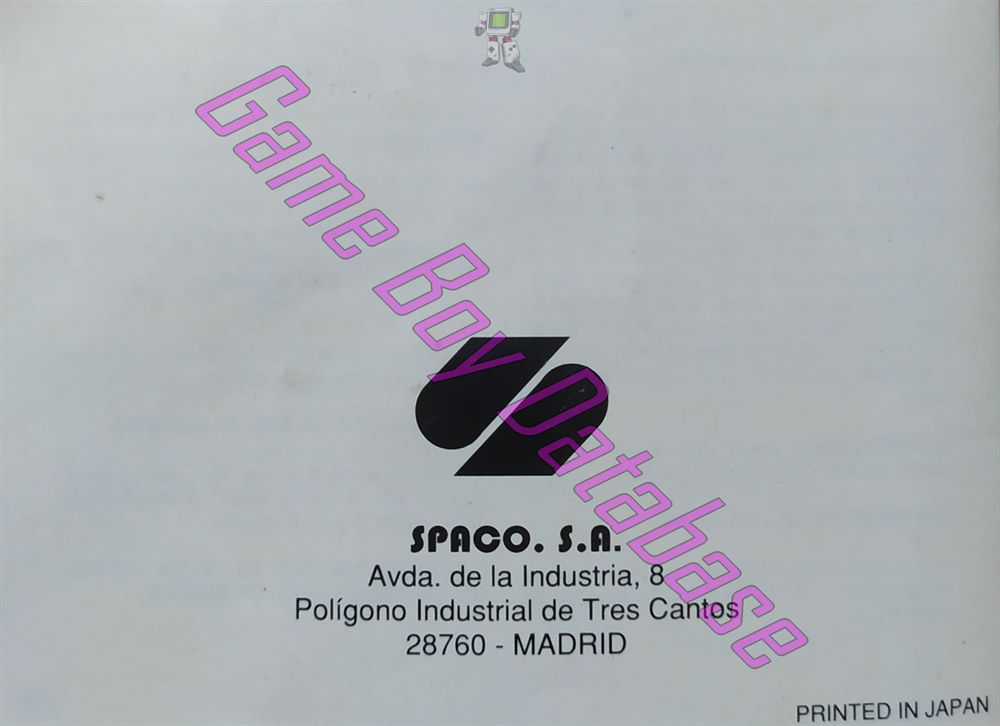 Game Boy Database
SPACO. S.A.
Avda. de la Industria, 8
Polígono Industrial de Tres Cantos
28760 - MADRID
PRINTED IN JAPAN